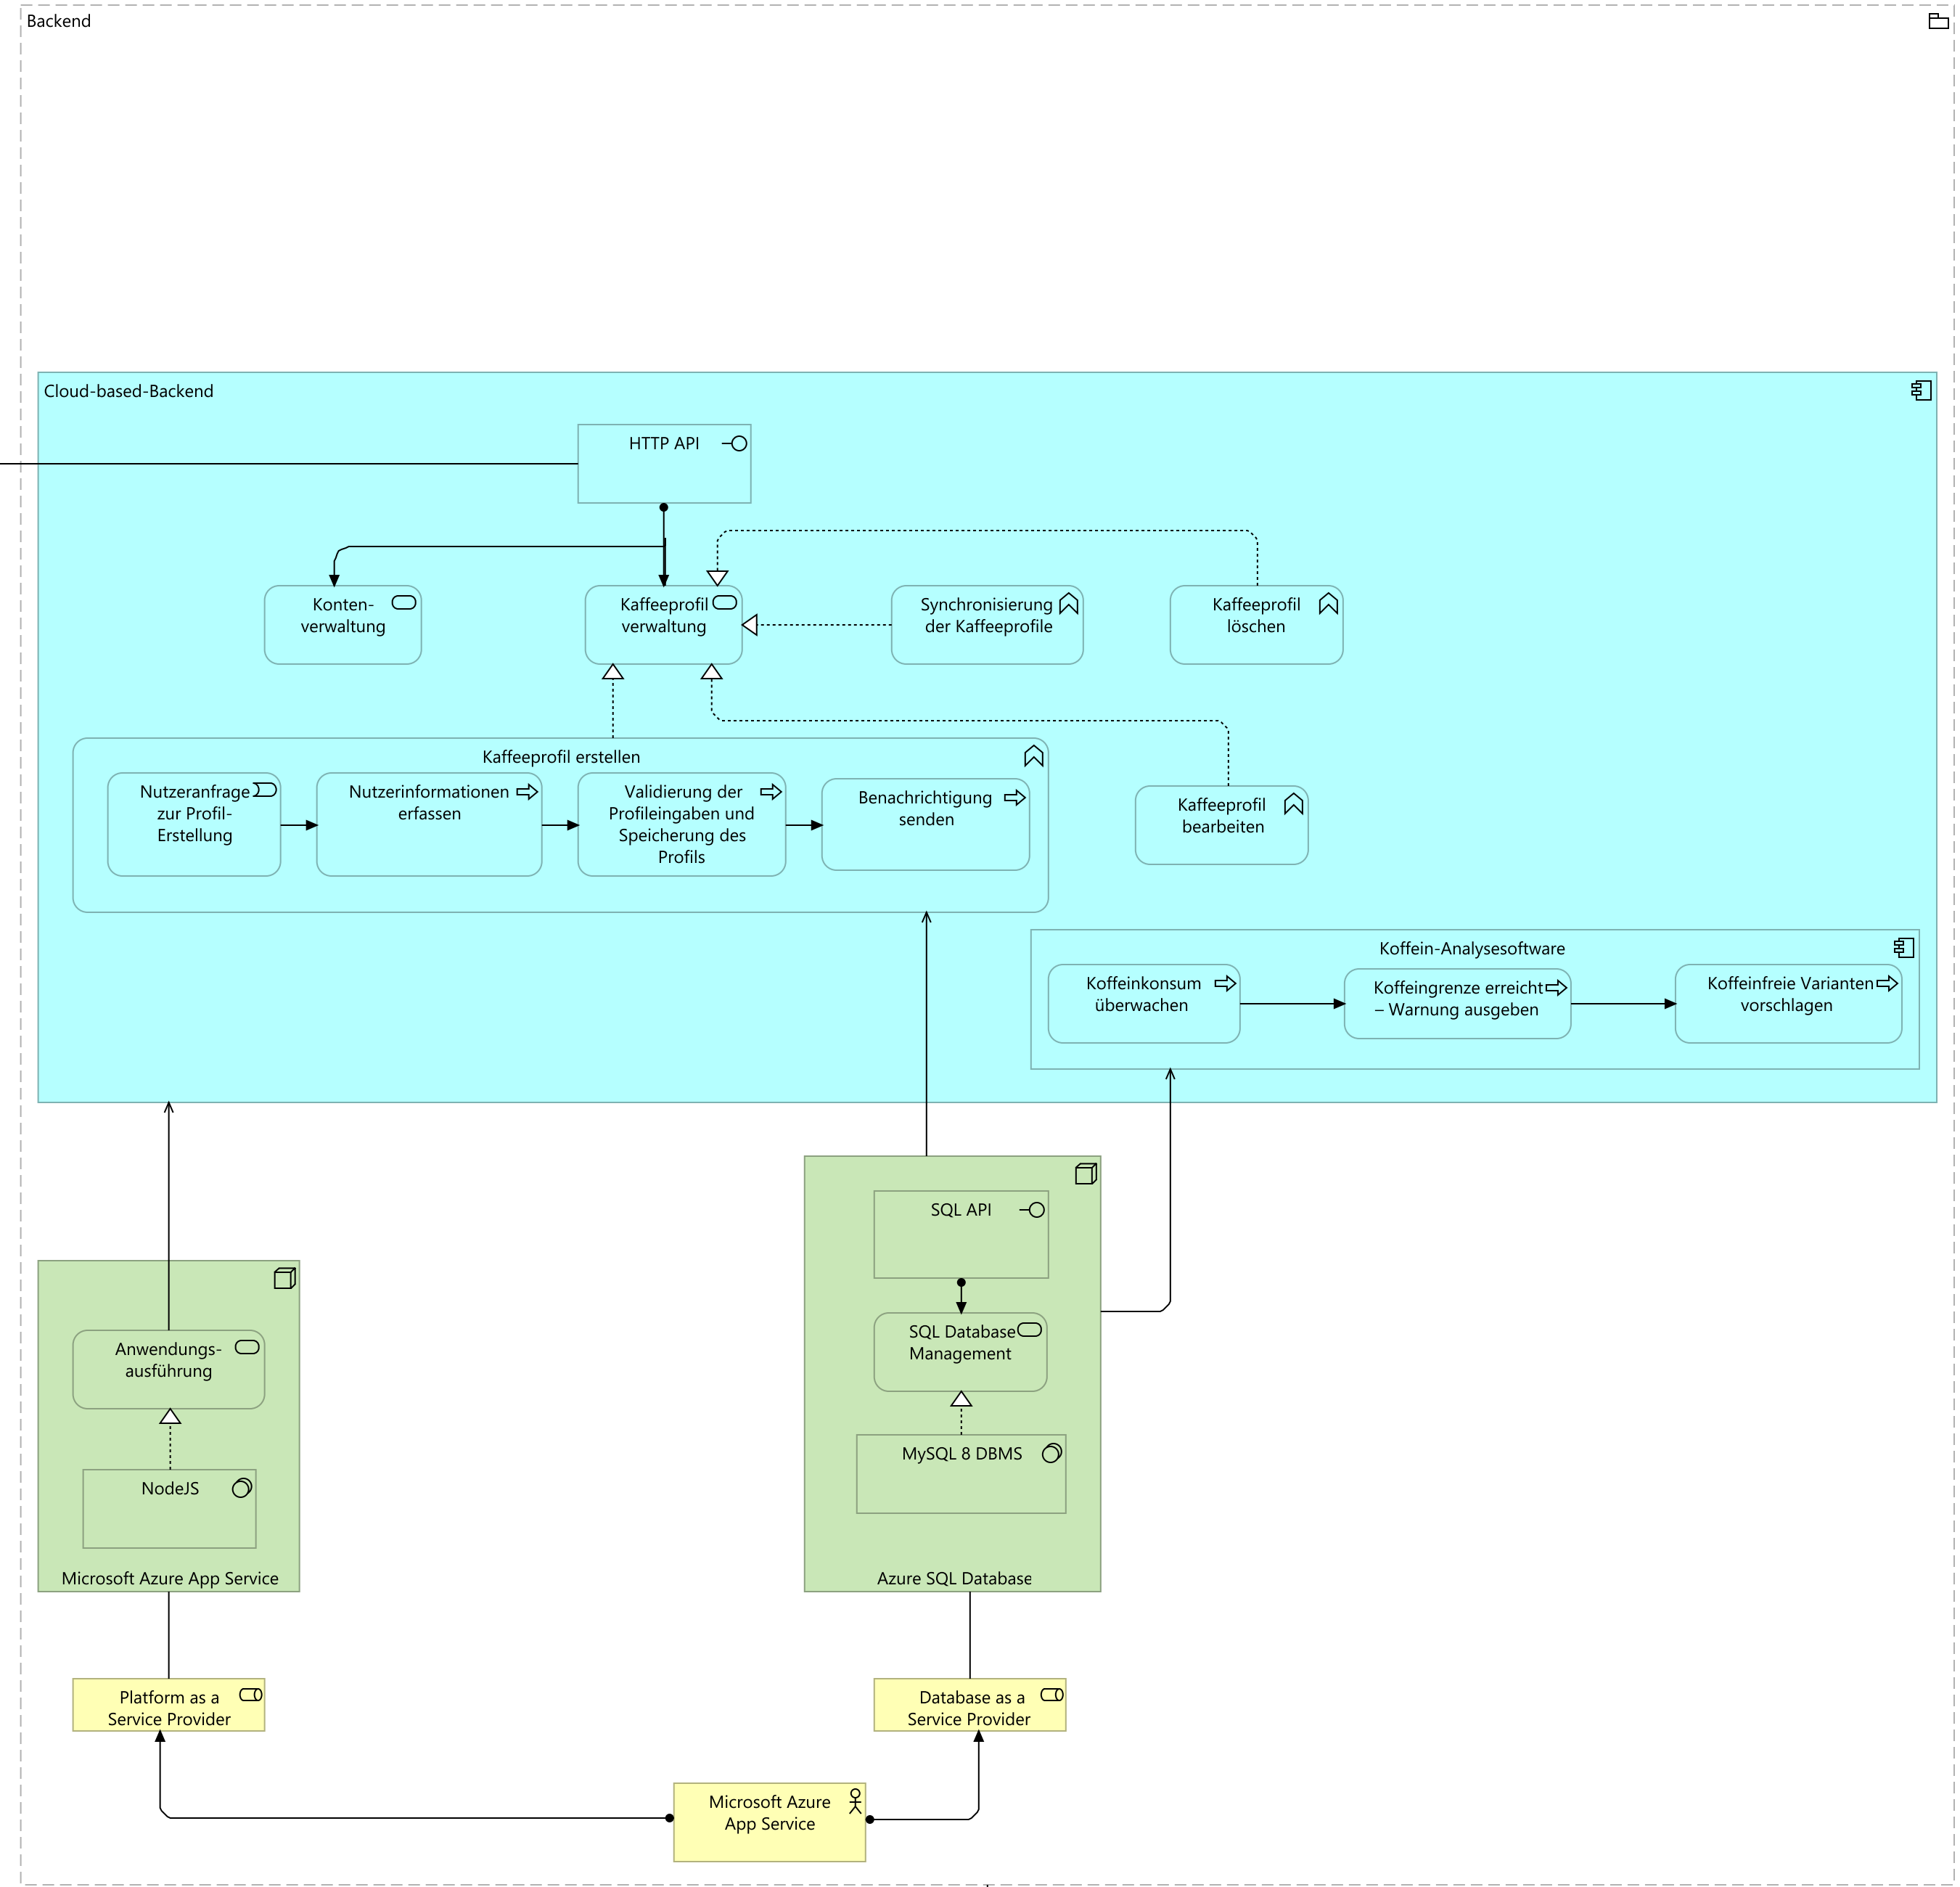 Backend
Cloud-based-Backend
HTTP API
Konten-
verwaltung
Kaffeeprofil
verwaltung
Synchronisierung
der Kaffeeprofile
Kaffeeprofil
löschen
Kaffeeprofil erstellen
Nutzeranfrage
zur Profil-
Erstellung
Nutzerinformationen
erfassen
Validierung der
Profileingaben und
Speicherung des
Profils
Benachrichtigung
senden
Kaffeeprofil
bearbeiten
Koffein-Analysesoftware
Koffeinkonsum
überwachen
Koffeingrenze erreicht
– Warnung ausgeben
Koffeinfreie Varianten
vorschlagen
SQL API
SQL Database
Management
MySQL 8 DBMS
Azure SQL Database
Anwendungs-
ausführung
NodeJS
Microsoft Azure App Service
Platform as a
Service Provider
Database as a
Service Provider
Microsoft Azure
App Service